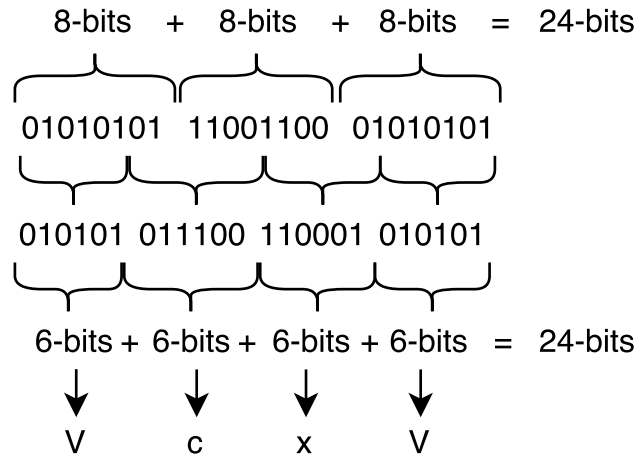 8-bits + 8-bits + 8-bits = 24-bits
01010101 11001100 01010101
010101 011100 110001 010101
6-bits + 6-bits + 6-bits + 6-bits = 24-bits
V c x V